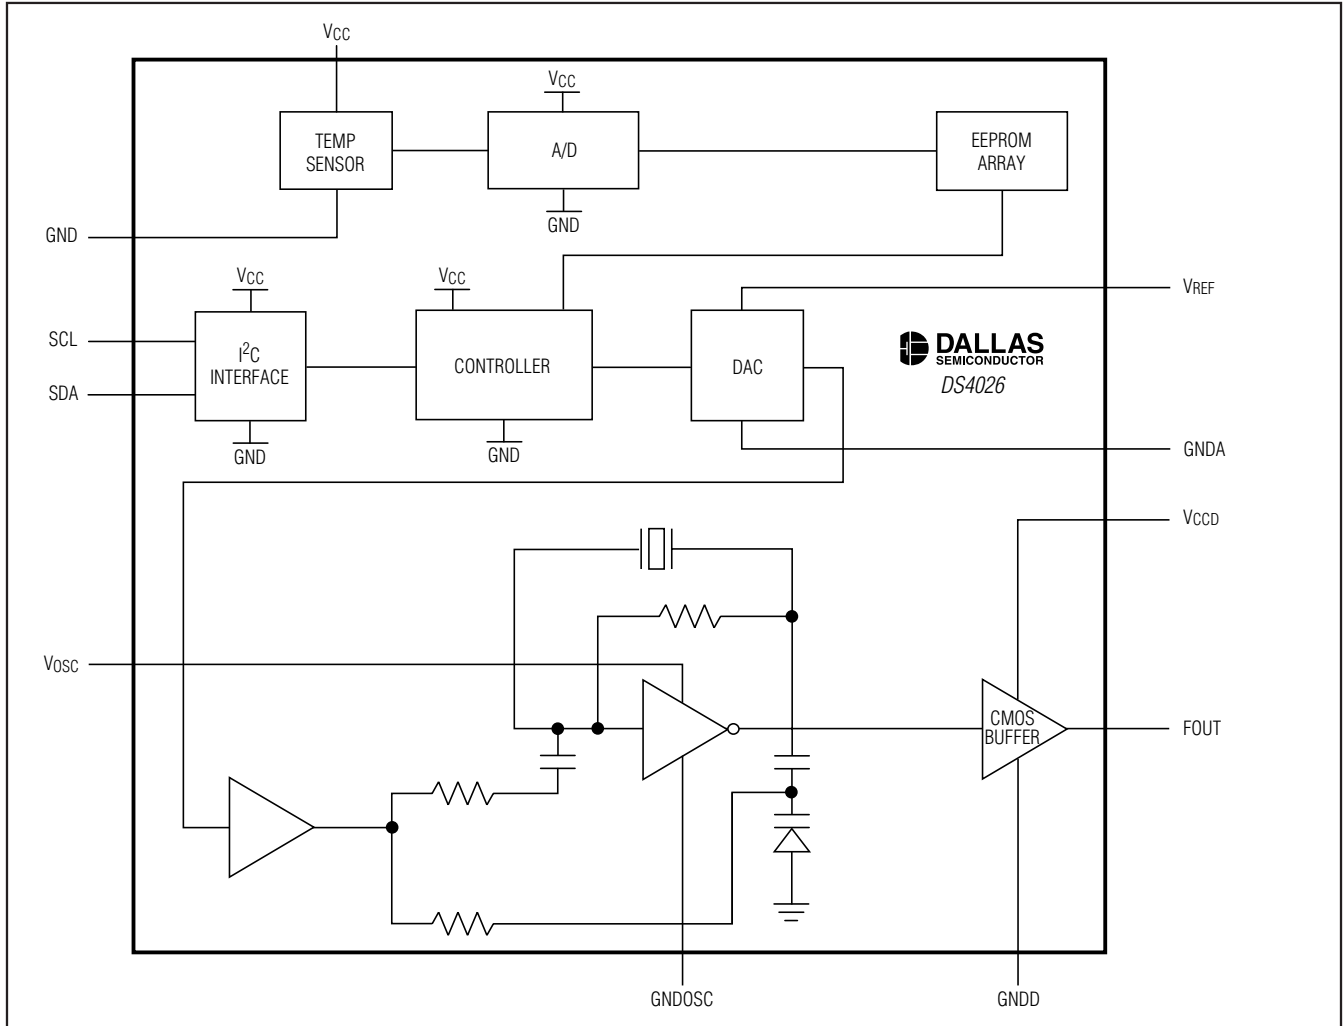 VCC
VCC
TEMP
SENSOR
A/D
EEPROM
ARRAY
GND
GND
VCC
VCC
VREF
SCL
I2C
INTERFACE
CONTROLLER
DAC
DALLAS
SEMICONDUCTOR
DS4026
SDA
GND
GND
GNDA
VCCD
VOSC
CMOS
BUFFER
FOUT
GNDOSC
GNDD